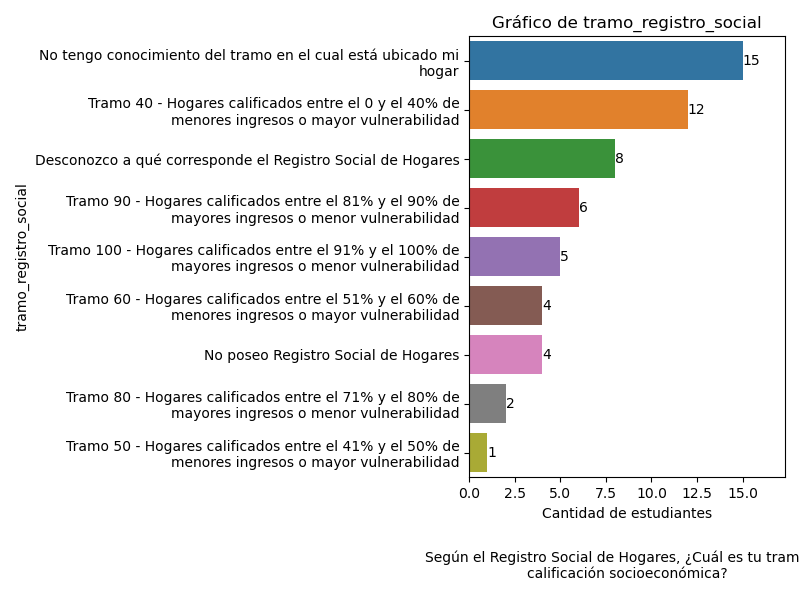 Gráfico de tramo_registro_social
No tengo conocimiento del tramo en el cual está ubicado mi
hogar
15
Tramo 40 - Hogares calificados entre el 0 y el 40% de
menores ingresos o mayor vulnerabilidad
12
Desconozco a qué corresponde el Registro Social de Hogares
8
Tramo 90 - Hogares calificados entre el 81% y el 90% de
mayores ingresos o menor vulnerabilidad
6
Tramo 100 - Hogares calificados entre el 91% y el 100% de
mayores ingresos o menor vulnerabilidad
5
Tramo 60 - Hogares calificados entre el 51% y el 60% de
menores ingresos o mayor vulnerabilidad
4
No poseo Registro Social de Hogares
4
Tramo 80 - Hogares calificados entre el 71% y el 80% de
mayores ingresos o menor vulnerabilidad
2
Tramo 50 - Hogares calificados entre el 41% y el 50% de
menores ingresos o mayor vulnerabilidad
1
tramo_registro_social
0.0 2.5 5.0 7.5 10.0 12.5 15.0
Cantidad de estudiantes
Según el Registro Social de Hogares, ¿Cuál es tu tram
calificación socioeconómica?